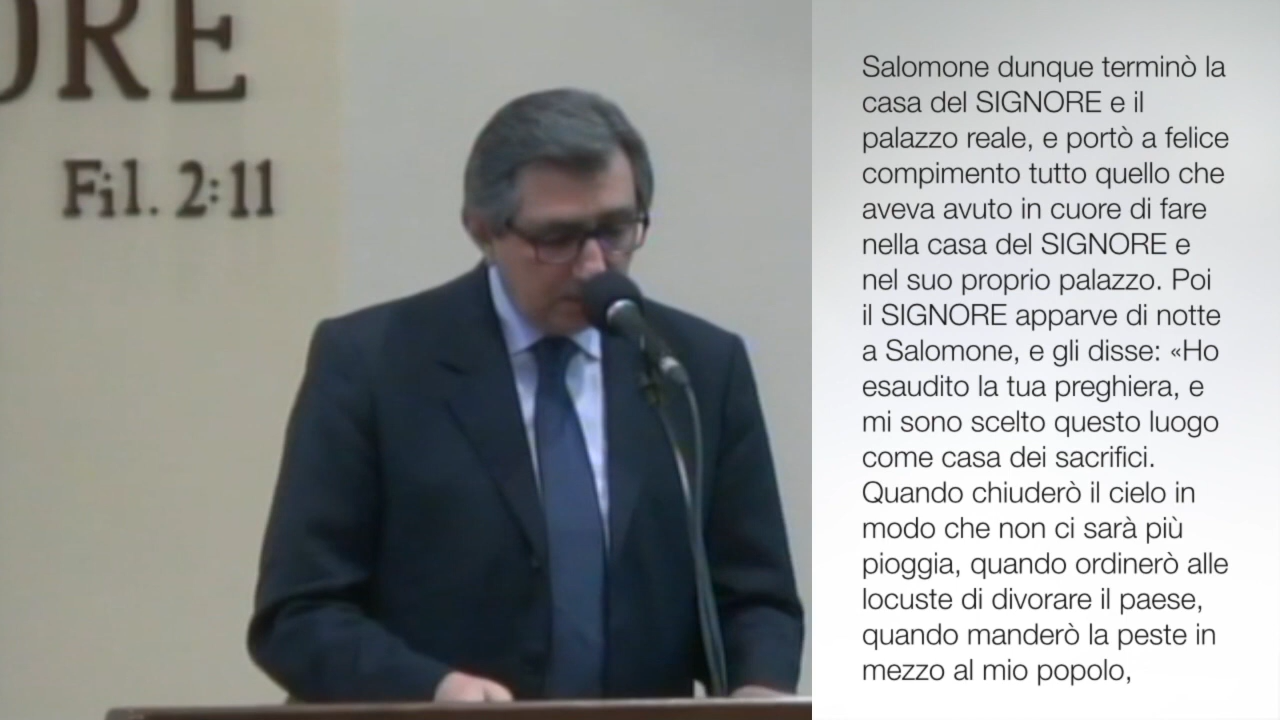 ORE
Fil. 2:11
Salomone dunque terminò la
casa del SIGNORE e il
palazzo reale, e portò a felice
compimento tutto quello che
aveva avuto in cuore di fare
nella casa del SIGNORE e
nel suo proprio palazzo. Poi
il SIGNORE apparve di notte
a Salomone, e gli disse: «Ho
esaudito la tua preghiera, e
mi sono scelto questo luogo
come casa dei sacrifici.
Quando chiuderò il cielo in
modo che non ci sarà più
pioggia, quando ordinerò alle
locuste di divorare il paese,
quando manderò la peste in
mezzo al mio popolo,